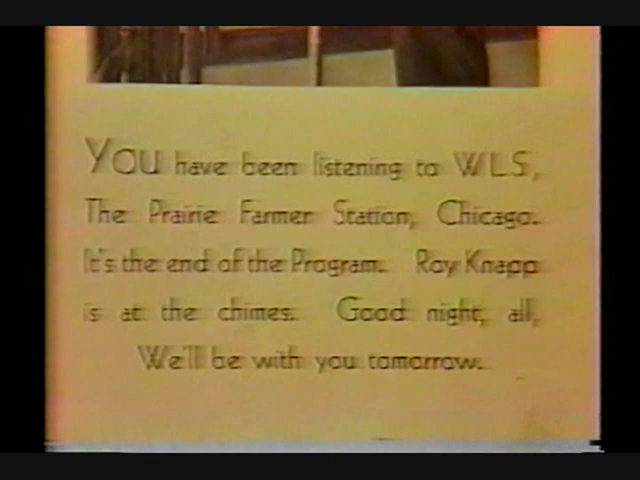 YOU have been listening to WLS,
The Prairie Farmer Station, Chicago.
It's the end of the Program. Roy Knapp
is at the chimes. Good night, all,
We'll be with you tomorrow.